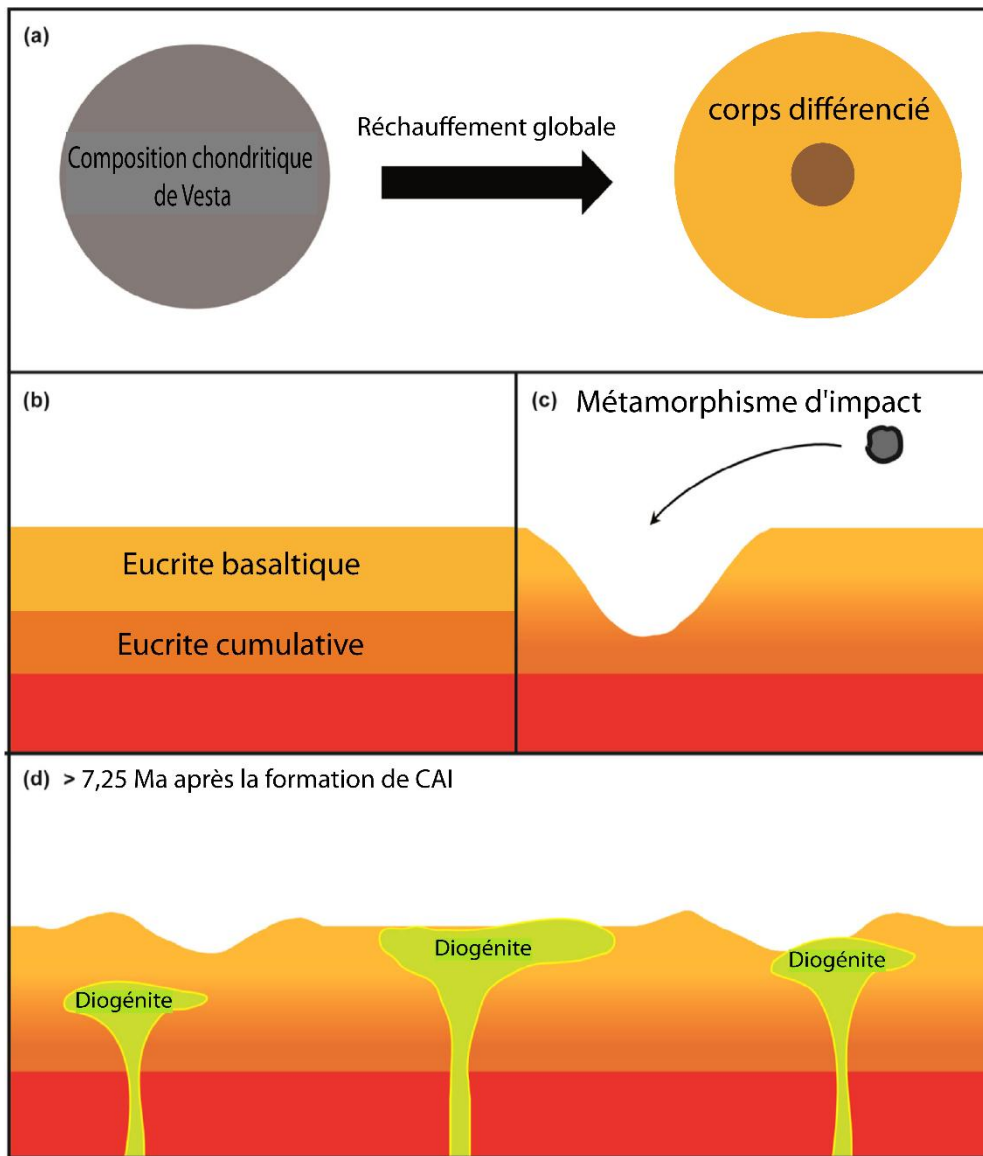 (a)
Composition chondritique
de Vesta
Réchauffement globale
corps différencié
(b)
Eucrite basaltique
Eucrite cumulative
(c) Métamorphisme d'impact
(d) > 7,25 Ma après la formation de CAI
Diogénite
Diogénite
Diogénite